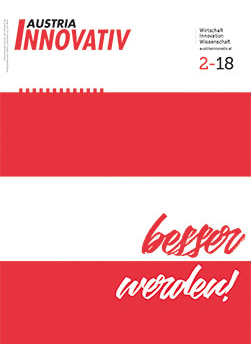 AUSTRIA
INNOVATIV
Wirtschaft
Innovation
Wissenschaft
austriainnovativ.at
2-18
besser
werden!